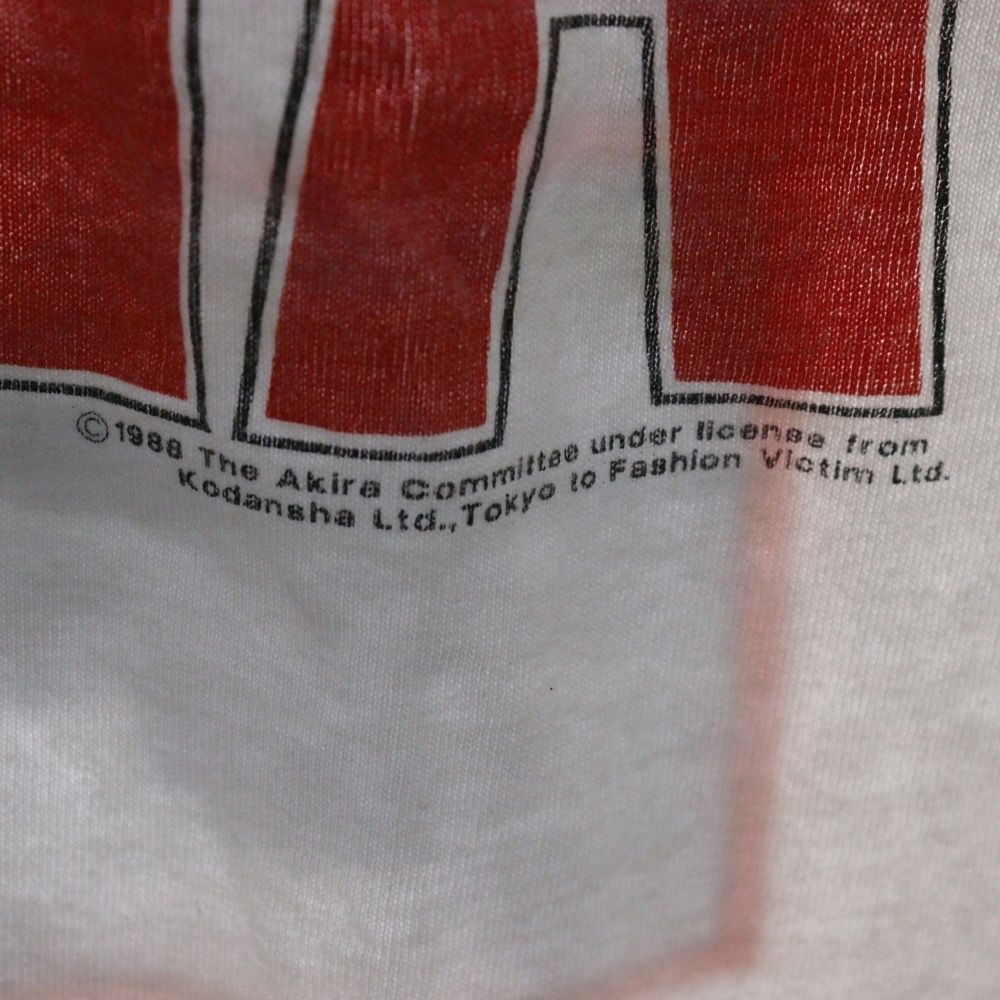 ©1988 The Akira Committee under license from
Kodansha Ltd., Tokyo to Fashion Victim Ltd.